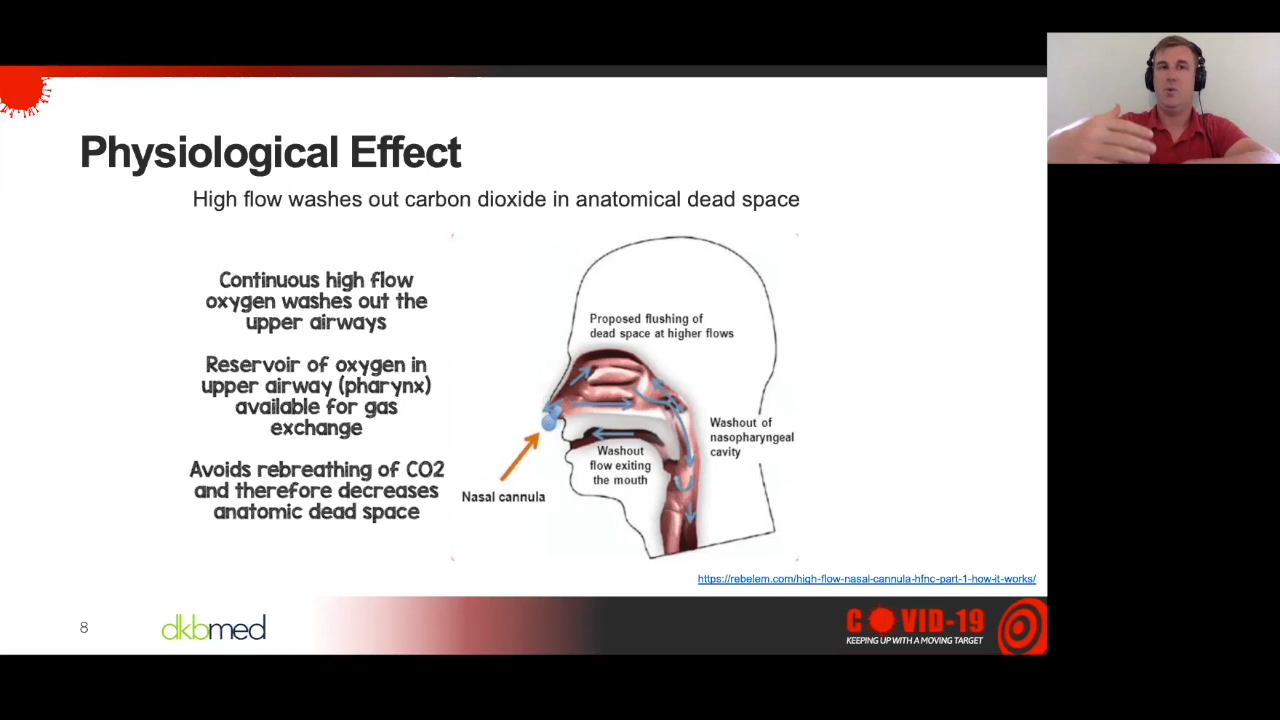 Physiological Effect
High flow washes out carbon dioxide in anatomical dead space
Continuous high flow
oxygen washes out the
upper airways
Reservoir of oxygen in
upper airway (pharynx)
available for gas
exchange
Avoids rebreathing of CO2
and therefore decreases
anatomic dead space
Proposed flushing of
dead space at higher flows
Washout of
nasopharyngeal
cavity
Washout
flow exiting
the mouth
Nasal cannula
https://rebelem.com/high-flow-nasal-cannula-hfnc-part-1-how-it-works/
8
dkbmed
COVID-19
KEEPING UP WITH A MOVING TARGET